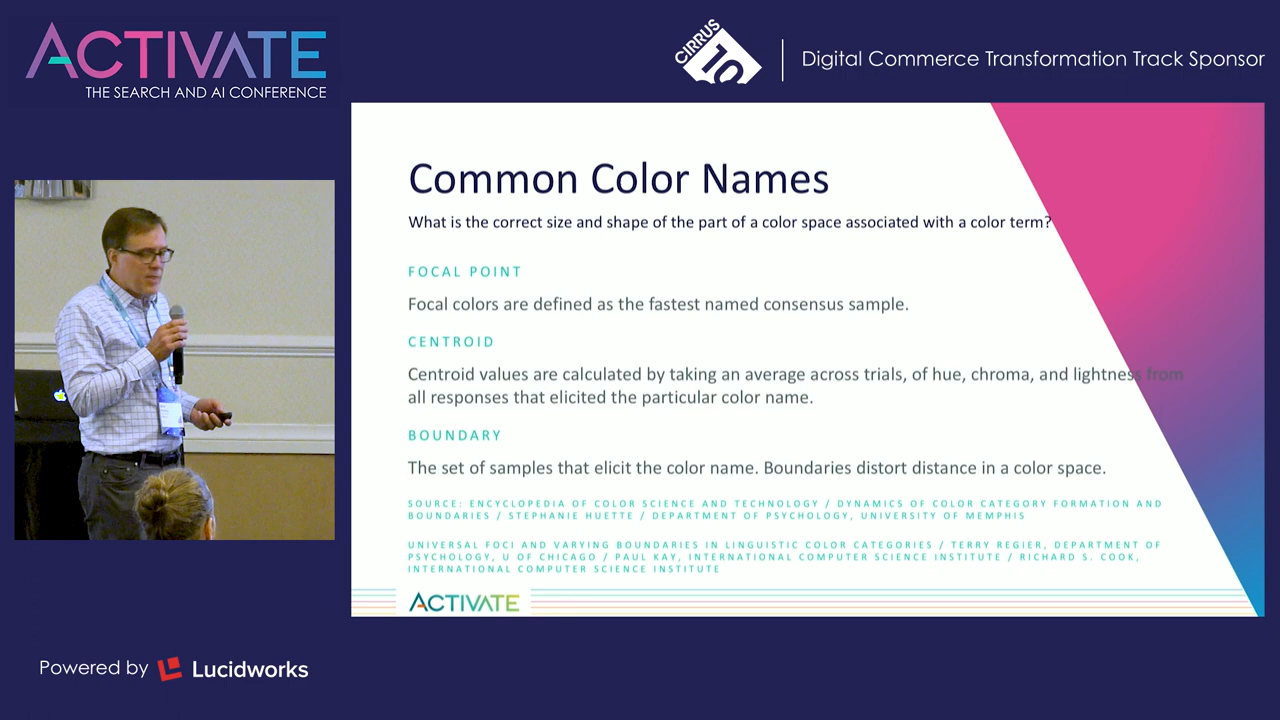 ACTIVATE
THE SEARCH AND AI CONFERENCE
CIRRUS
10
Digital Commerce Transformation Track Sponsor
Common Color Names
What is the correct size and shape of the part of a color space associated with a color term?
FOCAL POINT
Focal colors are defined as the fastest named consensus sample.
CENTROID
Centroid values are calculated by taking an average across trials, of hue, chroma, and lightness from
all responses that elicited the particular color name.
BOUNDARY
The set of samples that elicit the color name. Boundaries distort distance in a color space.
SOURCE: ENCYCLOPEDIA OF COLOR SCIENCE AND TECHNOLOGY / DYNAMICS OF COLOR CATEGORY FORMATION AND
BOUNDARIES / STEPHANIE HUETTE / DEPARTMENT OF PSYCHOLOGY, UNIVERSITY OF MEMPHIS
UNIVERSAL FOCI AND VARYING BOUNDARIES IN LINGUISTIC COLOR CATEGORIES / TERRY REGIER, DEPARTMENT OF
PSYCHOLOGY, U OF CHICAGO / PAUL KAY, INTERNATIONAL COMPUTER SCIENCE INSTITUTE / RICHARD S. COOK,
INTERNATIONAL COMPUTER SCIENCE INSTITUTE
ACTIVATE
Powered by Lucidworks